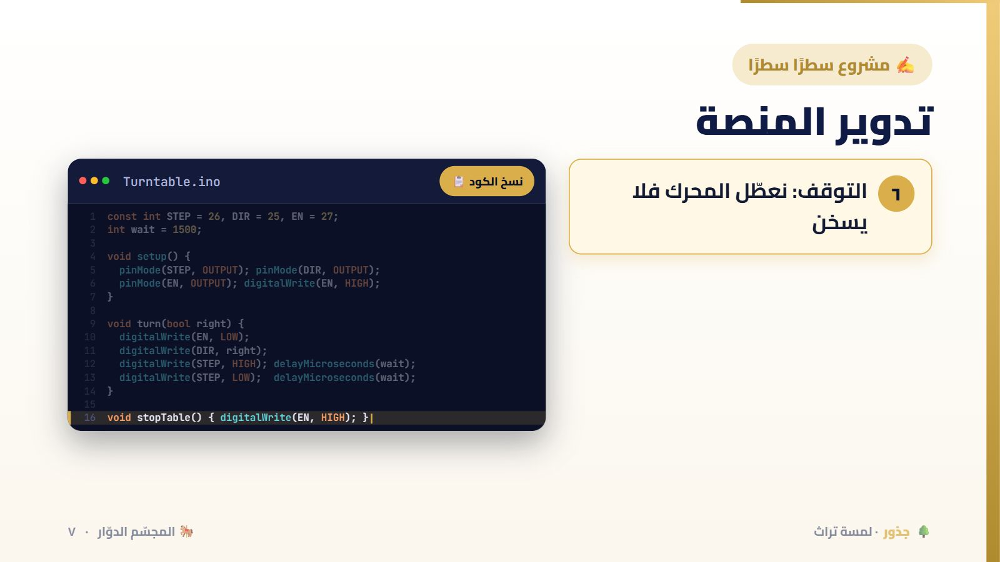 ✍️ مشروع سطرًا سطرًا
تدوير المنصة
٦
التوقف: نعطّل المحرك فلا
يسخن
Turntable.ino
نسخ الكود 📋
1 const int STEP = 26, DIR = 25, EN = 27;
2 int wait = 1500;
3
4 void setup() {
5   pinMode(STEP, OUTPUT); pinMode(DIR, OUTPUT);
6   pinMode(EN, OUTPUT); digitalWrite(EN, HIGH);
7 }
8
9 void turn(bool right) {
10   digitalWrite(EN, LOW);
11   digitalWrite(DIR, right);
12   digitalWrite(STEP, HIGH); delayMicroseconds(wait);
13   digitalWrite(STEP, LOW);  delayMicroseconds(wait);
14 }
15
16 void stopTable() { digitalWrite(EN, HIGH); }
🌳 جذور · لمسة تراث
🎠 المجسّم الدوّار · ٧